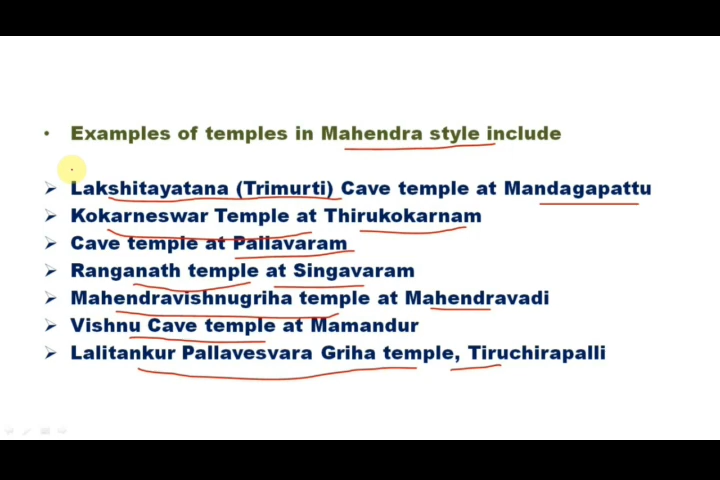 • Examples of temples in Mahendra style include
➢ Lakshitayatana (Trimurti) Cave temple at Mandagapattu
➢ Kokarneswar Temple at Thirukokarnam
➢ Cave temple at Pallavaram
➢ Ranganath temple at Singavaram
➢ Mahendravishnugriha temple at Mahendravadi
➢ Vishnu Cave temple at Mamandur
➢ Lalitankur Pallavesvara Griha temple, Tiruchirapalli